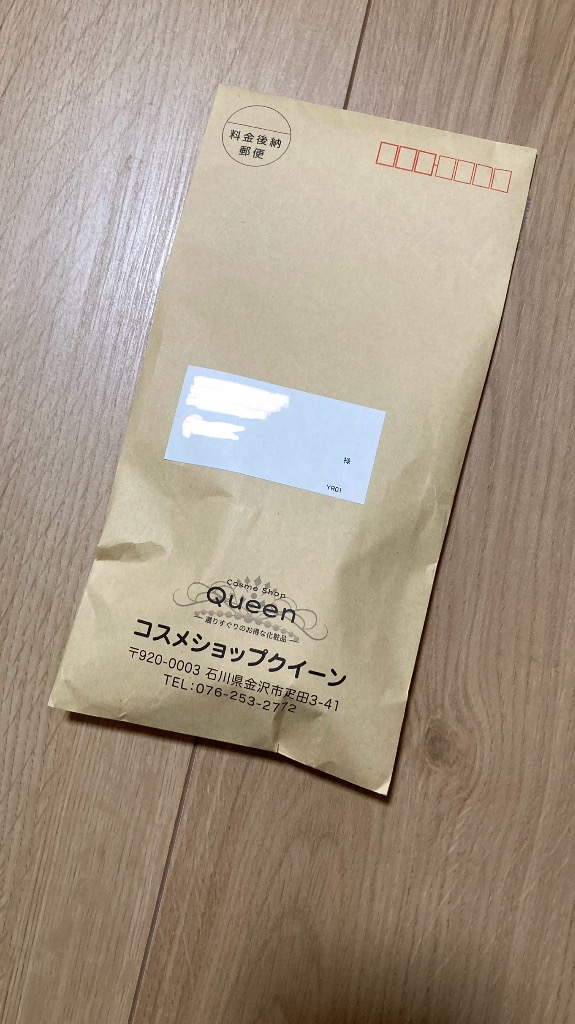 料金後納
郵便
様
YR01
Cosme Shop
Queen
選りすぐりのお得な化粧品
コスメショップクイーン
〒920-0003 石川県金沢市疋田3-41
TEL:076-253-2772